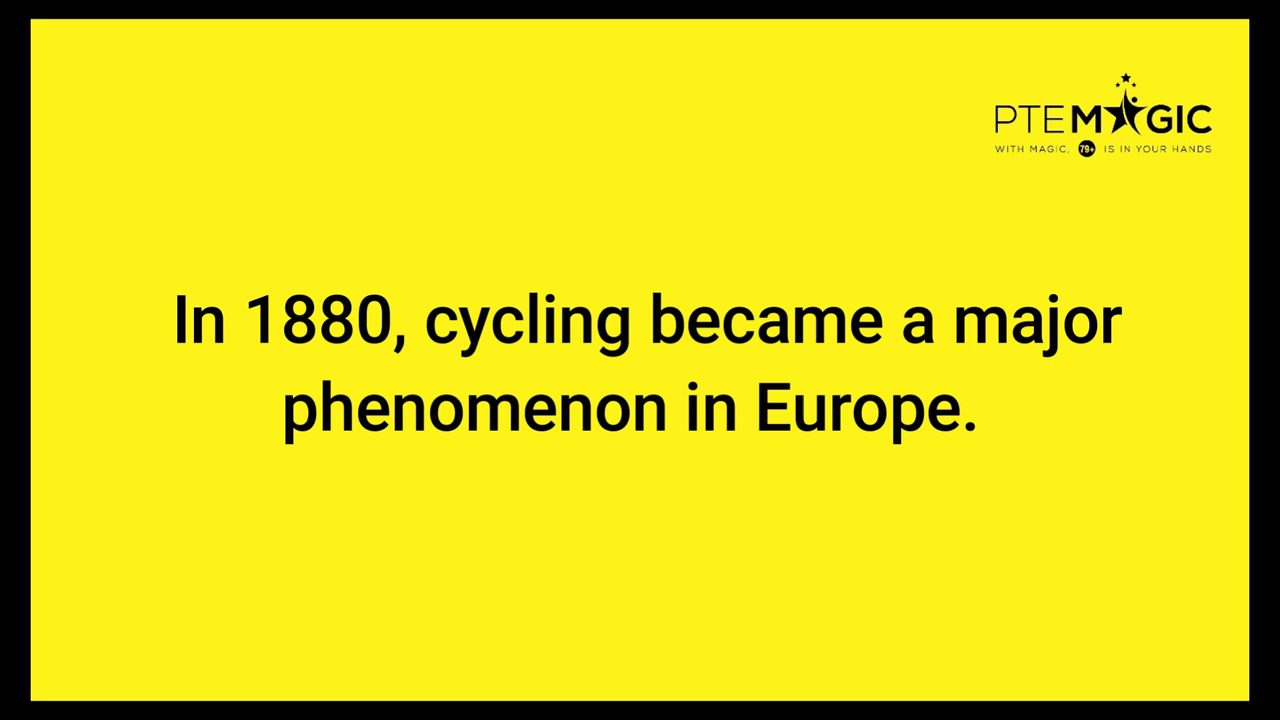 PTEMAGIC
WITH MAGIC, 79+ IS IN YOUR HANDS
In 1880, cycling became a major
phenomenon in Europe.